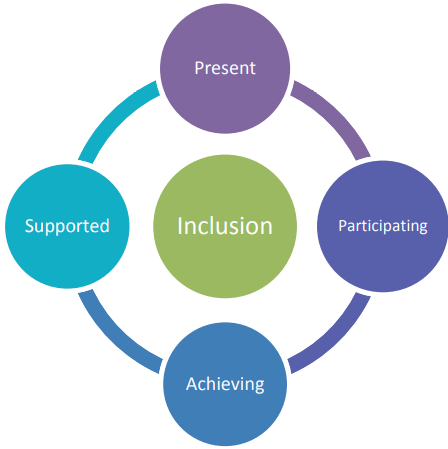 Present
Supported
Inclusion
Participating
Achieving